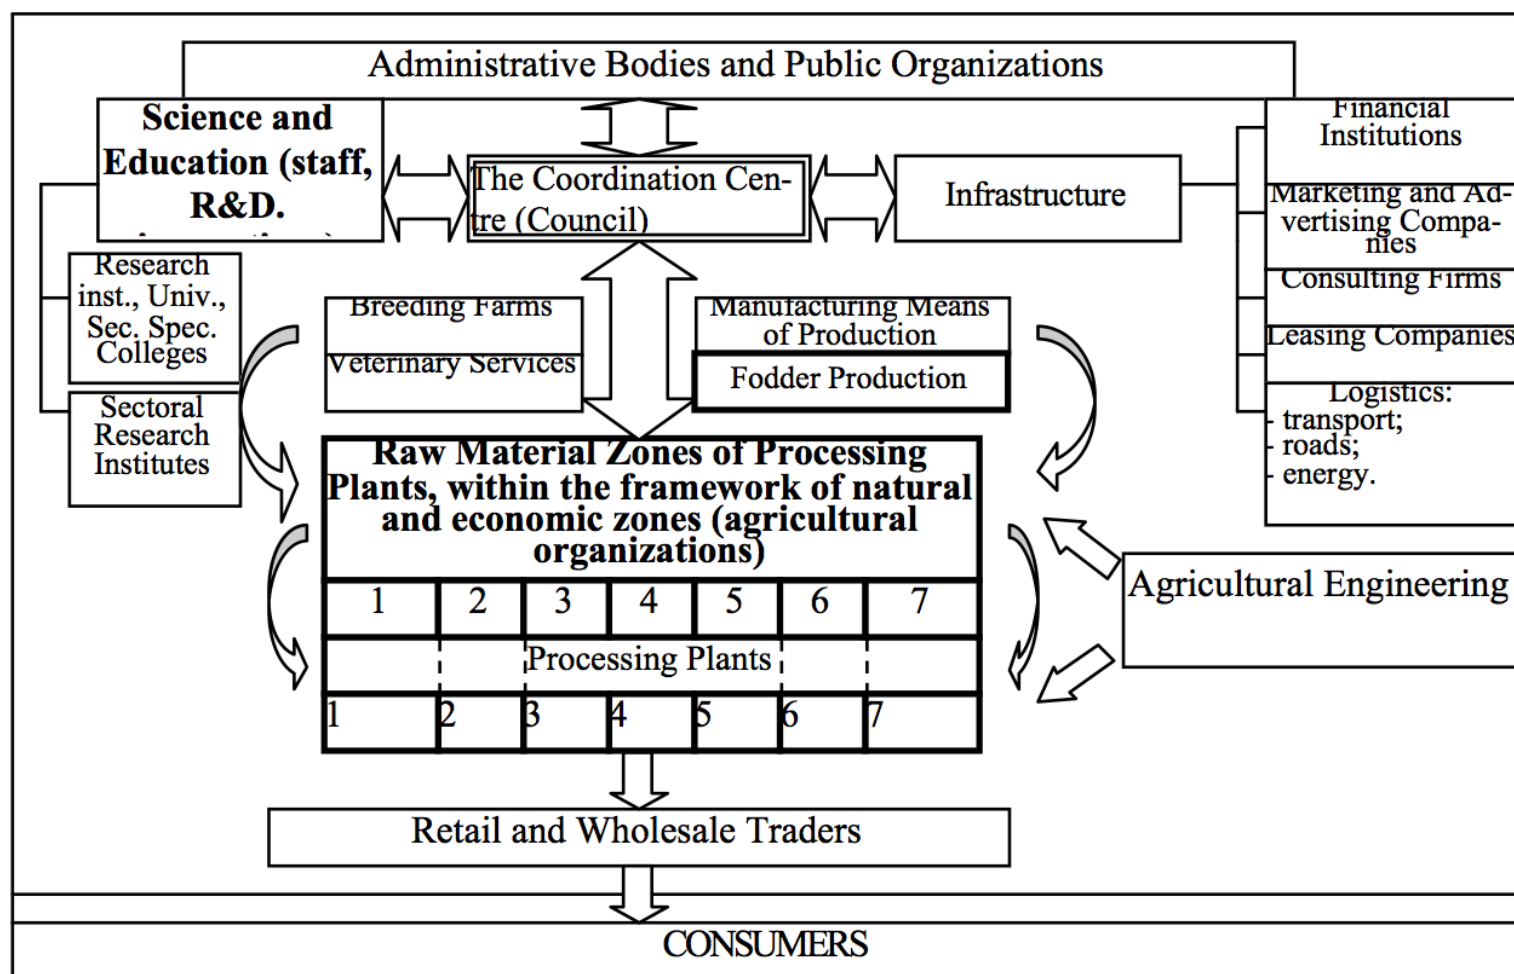 Administrative Bodies and Public Organizations
Science and
Education (staff,
R&D.
The Coordination Cen-
tre (Council)
Infrastructure
Financial
Institutions
Marketing and Ad-
vertising Compa-
nies
Consulting Firms
Leasing Companies
Logistics:
- transport;
- roads;
- energy.
Research
inst., Univ.,
Sec. Spec.
Colleges
Sectoral
Research
Institutes
Breeding Farms
Veterinary Services
Manufacturing Means
of Production
Fodder Production
Raw Material Zones of Processing
Plants, within the framework of natural
and economic zones (agricultural
organizations)
1 2 3 4 5 6 7
Processing Plants
1 2 3 4 5 6 7
Agricultural Engineering
Retail and Wholesale Traders
CONSUMERS